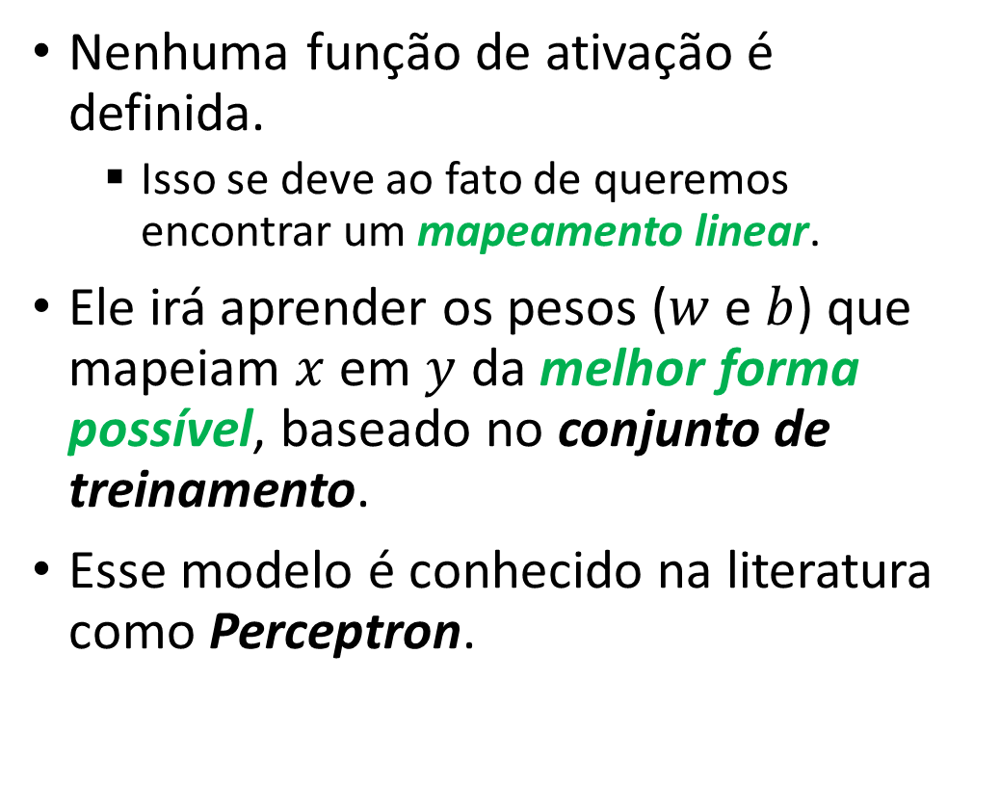 • Nenhuma função de ativação é
definida.
▪ Isso se deve ao fato de queremos
encontrar um mapeamento linear.
• Ele irá aprender os pesos (𝑤 e 𝑏) que
mapeiam 𝑥 em 𝑦 da melhor forma
possível, baseado no conjunto de
treinamento.
• Esse modelo é conhecido na literatura
como Perceptron.